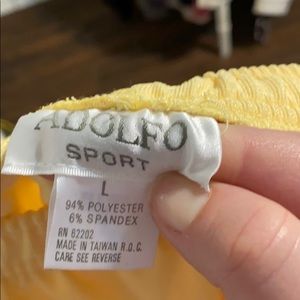 ADOLFO
SPORT
L
94% POLYESTER
6% SPANDEX
RN 62202
MADE IN TAIWAN R.O.C.
CARE SEE REVERSE